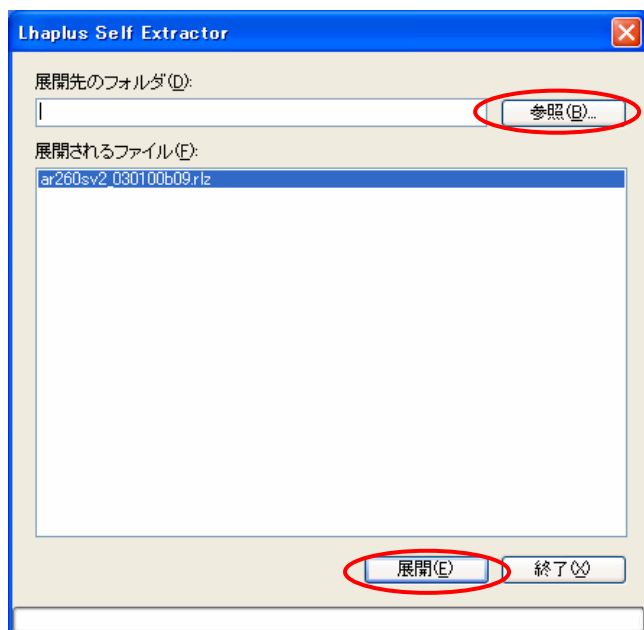 Lhaplus Self Extractor
展開先のフォルダ(D):
参照(B)...
展開されるファイル(F):
ar260sv2_030100b09.rlz
展開(E)
終了(X)